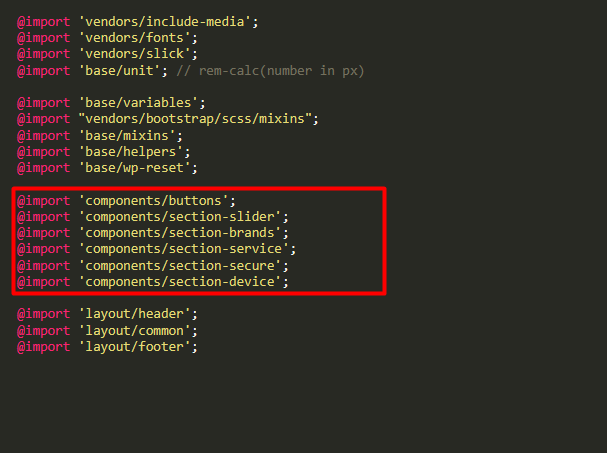 @import 'vendors/include-media';
@import 'vendors/fonts';
@import 'vendors/slick';
@import 'base/unit'; // rem-calc(number in px)
@import 'base/variables';
@import "vendors/bootstrap/scss/mixins";
@import 'base/mixins';
@import 'base/helpers';
@import 'base/wp-reset';
@import 'components/buttons';
@import 'components/section-slider';
@import 'components/section-brands';
@import 'components/section-service';
@import 'components/section-secure';
@import 'components/section-device';
@import 'layout/header';
@import 'layout/common';
@import 'layout/footer';